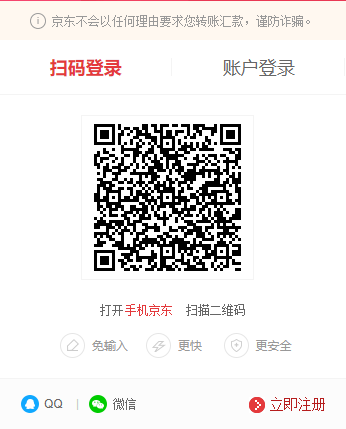 京东不会以任何理由要求您转账汇款，谨防诈骗。
扫码登录 账户登录
打开手机京东 扫描二维码
免输入 更快 更安全
QQ 微信 立即注册